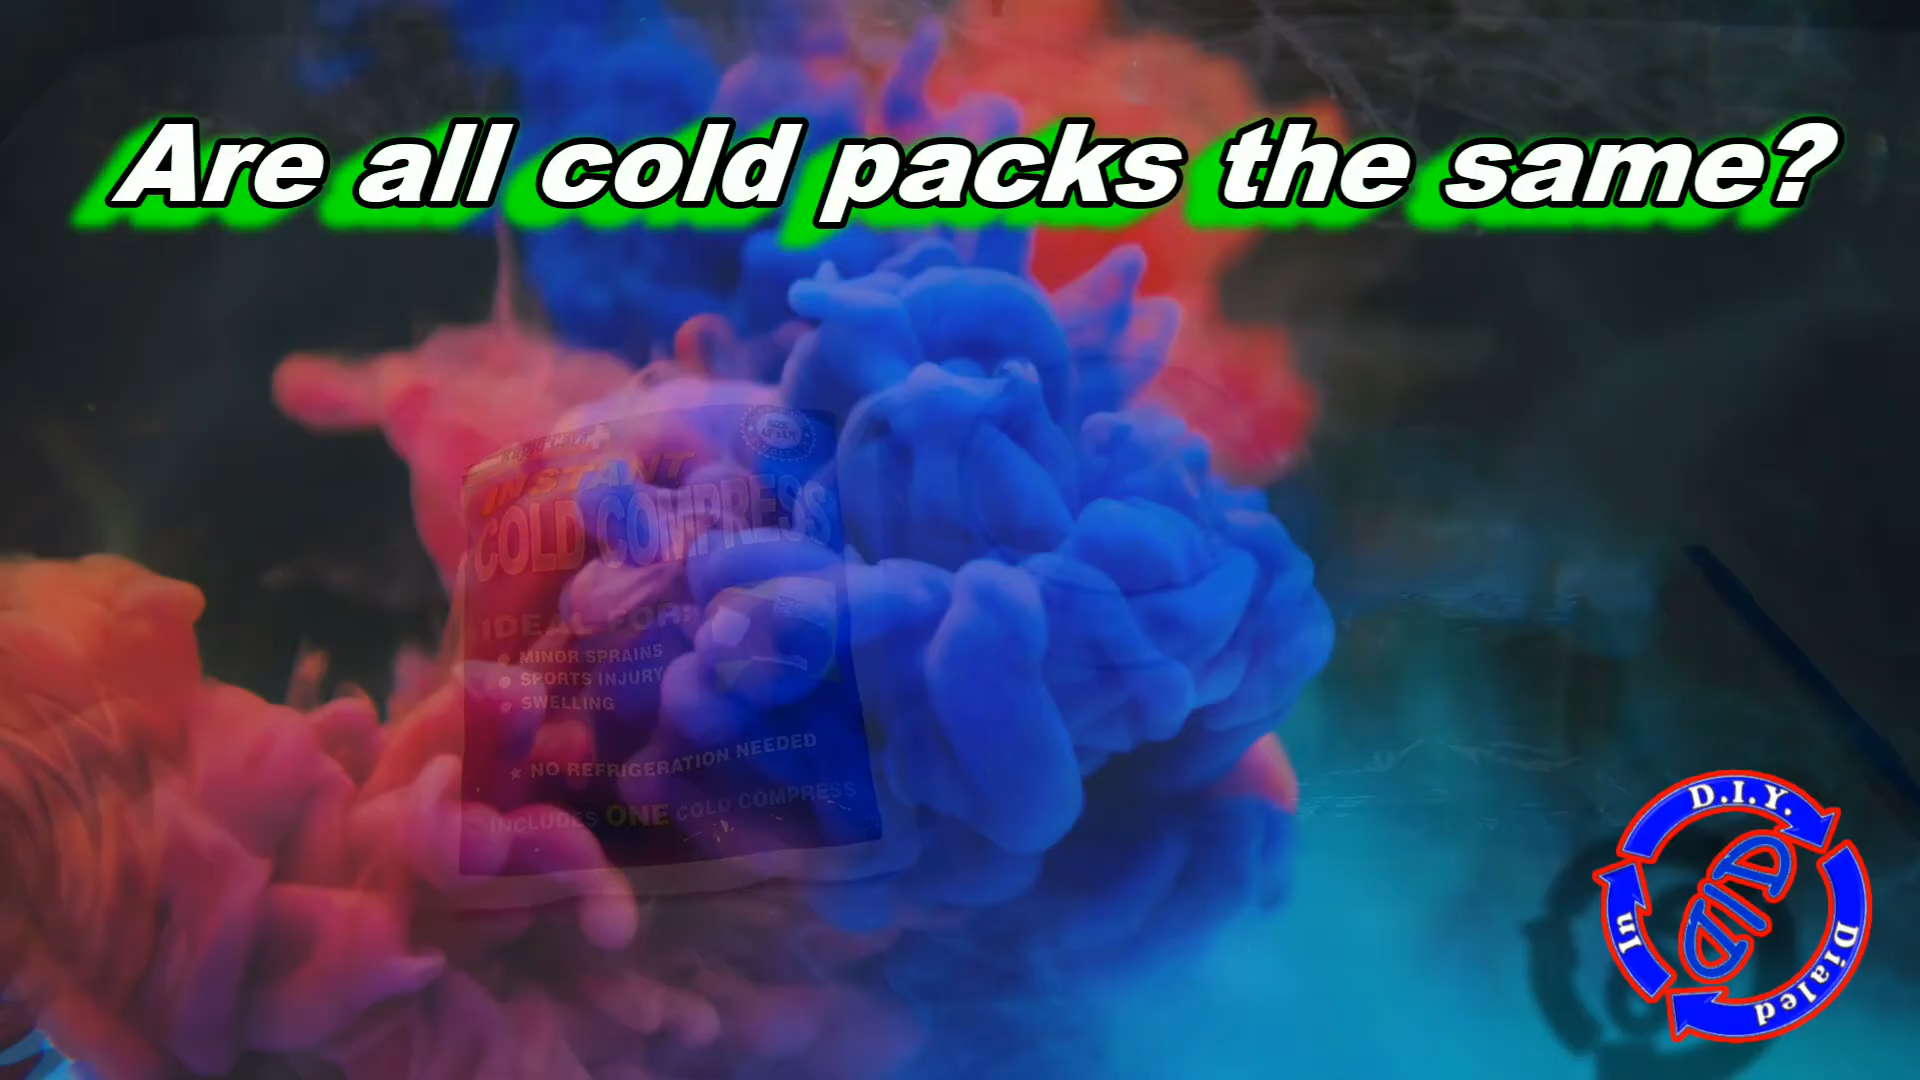 Are all cold packs the same?
INSTANT
COLD COMPRESS
IDEAL FOR:
MINOR SPRAINS
SPORTS INJURY
SWELLING
★ NO REFRIGERATION NEEDED
INCLUDES ONE COLD COMPRESS
D.I.Y.
Dialed
In
DID